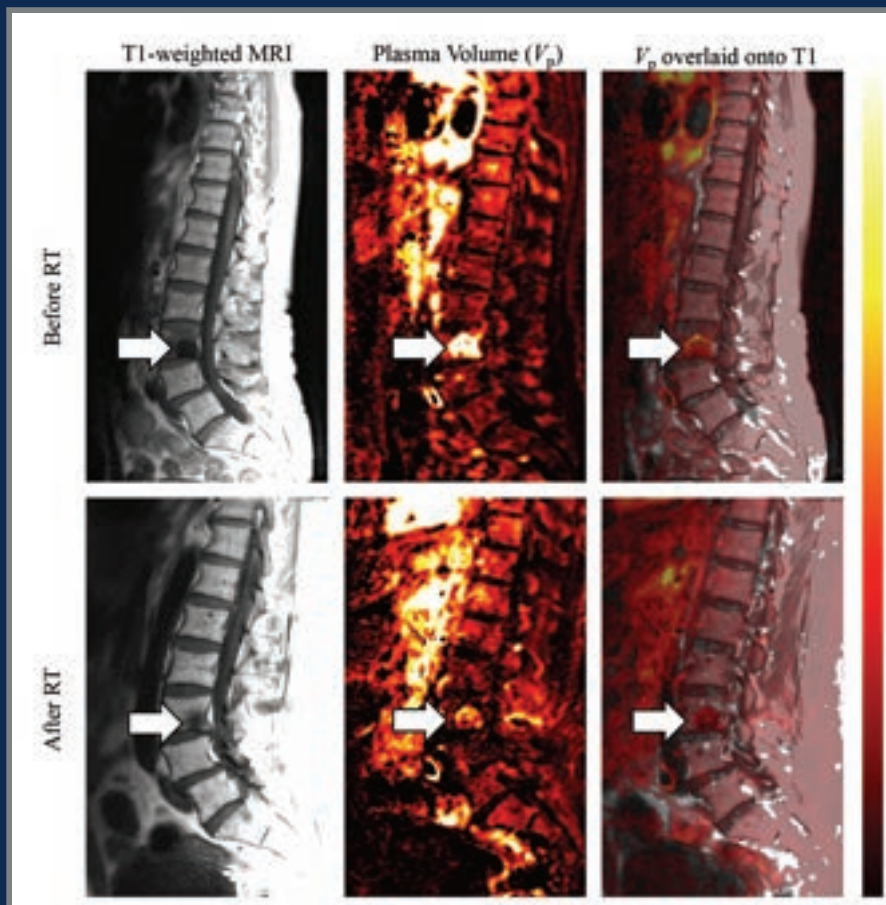 T1-weighted MRI
Plasma Volume (Vp)
Vp overlaid onto T1
Before RT
After RT